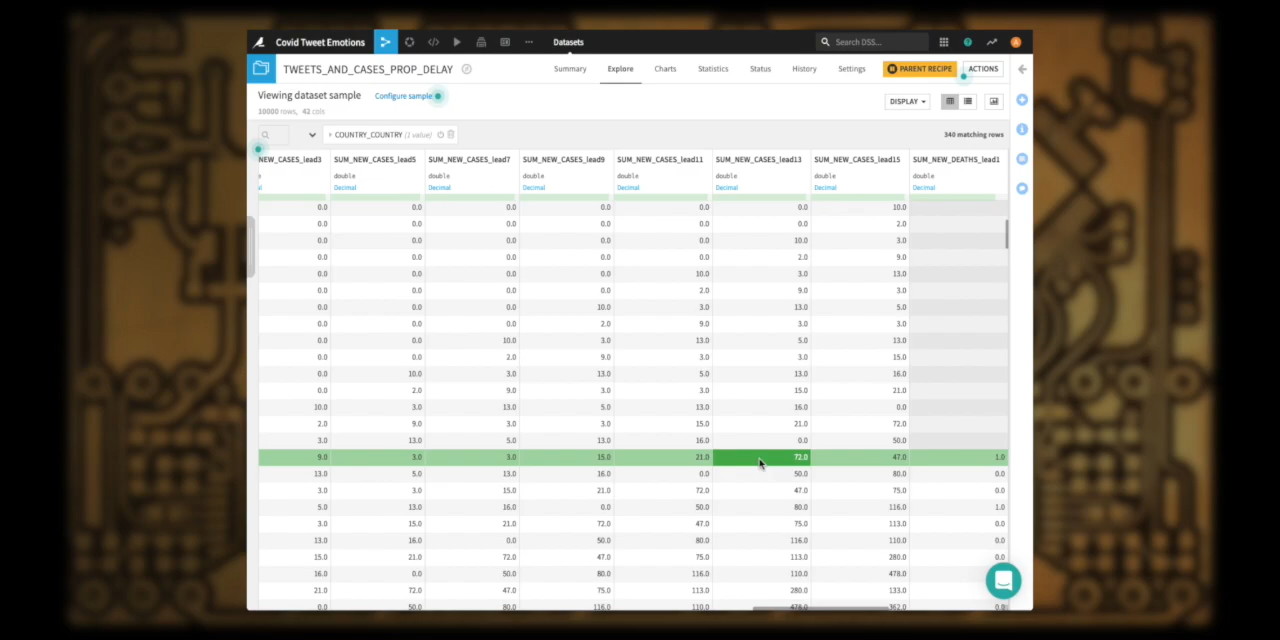 Covid Tweet Emotions Datasets Search DSS...
TWEETS_AND_CASES_PROP_DELAY Summary Explore Charts Statistics Status History Settings PARENT RECIPE ACTIONS
Viewing dataset sample Configure sample DISPLAY
10000 rows, 42 cols
COUNTRY_COUNTRY (1 value) 340 matching rows
NEW_CASES_lead3 SUM_NEW_CASES_lead5 SUM_NEW_CASES_lead7 SUM_NEW_CASES_lead9 SUM_NEW_CASES_lead11 SUM_NEW_CASES_lead13 SUM_NEW_CASES_lead15 SUM_NEW_DEATHS_lead1
double double double double double double double
Decimal Decimal Decimal Decimal Decimal Decimal Decimal
0.0 0.0 0.0 0.0 0.0 0.0 10.0
0.0 0.0 0.0 0.0 0.0 0.0 2.0
0.0 0.0 0.0 0.0 0.0 10.0 3.0
0.0 0.0 0.0 0.0 0.0 2.0 9.0
0.0 0.0 0.0 0.0 10.0 3.0 13.0
0.0 0.0 0.0 0.0 2.0 9.0 3.0
0.0 0.0 0.0 10.0 3.0 13.0 5.0
0.0 0.0 0.0 2.0 9.0 3.0 3.0
0.0 0.0 10.0 3.0 13.0 5.0 13.0
0.0 0.0 2.0 9.0 3.0 3.0 15.0
0.0 10.0 3.0 13.0 5.0 13.0 16.0
0.0 2.0 9.0 3.0 3.0 15.0 21.0
10.0 3.0 13.0 5.0 13.0 16.0 0.0
2.0 9.0 3.0 3.0 15.0 21.0 72.0
3.0 13.0 5.0 13.0 16.0 0.0 50.0
9.0 3.0 3.0 15.0 21.0 72.0 47.0 1.0
13.0 5.0 13.0 16.0 0.0 50.0 80.0 0.0
3.0 3.0 15.0 21.0 72.0 47.0 75.0 0.0
5.0 13.0 16.0 0.0 50.0 80.0 116.0 1.0
3.0 15.0 21.0 72.0 47.0 75.0 113.0 0.0
13.0 16.0 0.0 50.0 80.0 116.0 110.0 0.0
15.0 21.0 72.0 47.0 75.0 113.0 280.0 0.0
16.0 0.0 50.0 80.0 116.0 110.0 478.0
21.0 72.0 47.0 75.0 113.0 280.0 133.0
0.0 50.0 80.0 116.0 110.0 478.0 362.0 0.0